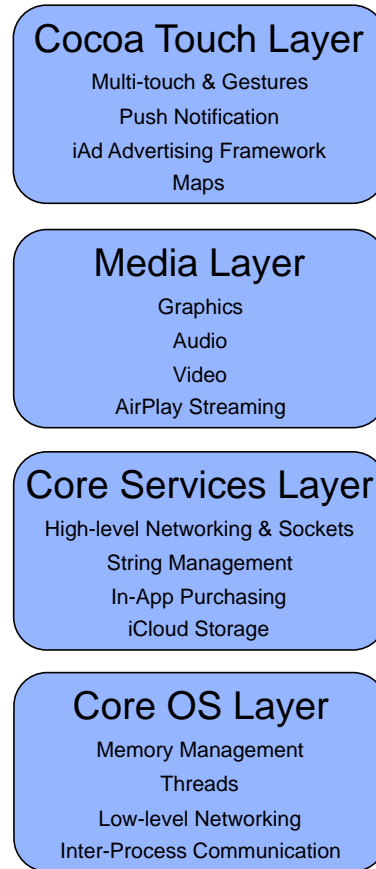 Cocoa Touch Layer
Multi-touch & Gestures
Push Notification
iAd Advertising Framework
Maps
Media Layer
Graphics
Audio
Video
AirPlay Streaming
Core Services Layer
High-level Networking & Sockets
String Management
In-App Purchasing
iCloud Storage
Core OS Layer
Memory Management
Threads
Low-level Networking
Inter-Process Communication